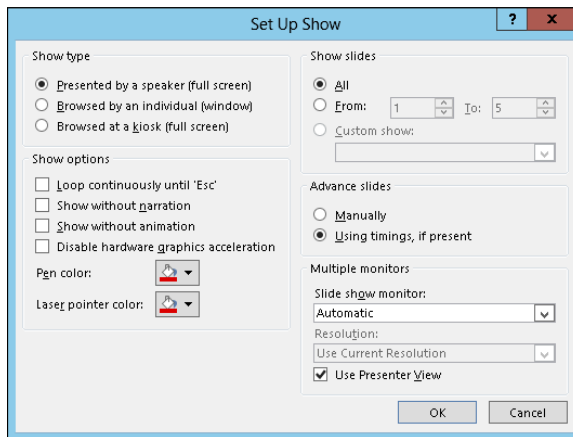 Set Up Show
?
x
Show type
Presented by a speaker (full screen)
Browsed by an individual (window)
Browsed at a kiosk (full screen)
Show options
Loop continuously until 'Esc'
Show without narration
Show without animation
Disable hardware graphics acceleration
Pen color:
Laser pointer color:
Show slides
All
From: 1 To: 5
Custom show:
Advance slides
Manually
Using timings, if present
Multiple monitors
Slide show monitor:
Automatic
Resolution:
Use Current Resolution
Use Presenter View
OK Cancel